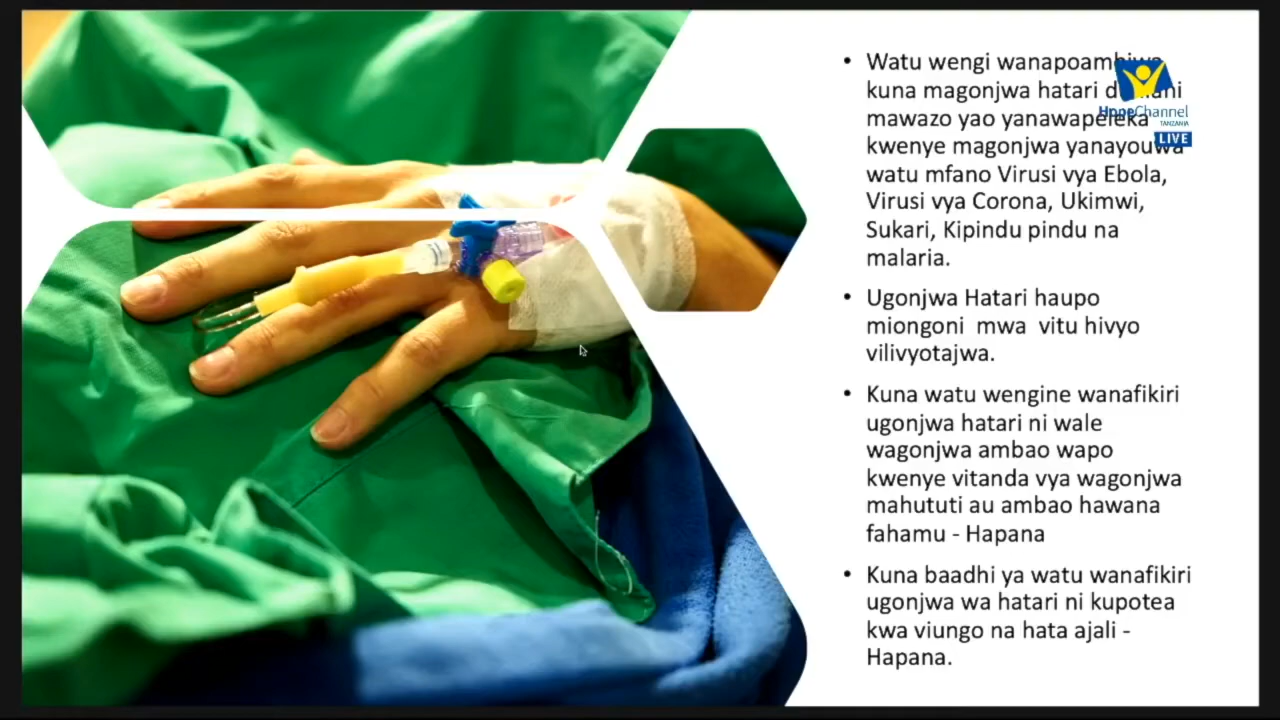 • Watu wengi wanapoambiwa
kuna magonjwa hatari duniani
mawazo yao yanawapeleka
kwenye magonjwa yanayouwa
watu mfano Virusi vya Ebola,
Virusi vya Corona, Ukimwi,
Sukari, Kipindu pindu na
malaria.
• Ugonjwa Hatari haupo
miongoni mwa vitu hivyo
vilivyotajwa.
• Kuna watu wengine wanafikiri
ugonjwa hatari ni wale
wagonjwa ambao wapo
kwenye vitanda vya wagonjwa
mahututi au ambao hawana
fahamu - Hapana
• Kuna baadhi ya watu wanafikiri
ugonjwa wa hatari ni kupotea
kwa viungo na hata ajali -
Hapana.
HopeChannel
TANZANIA
LIVE